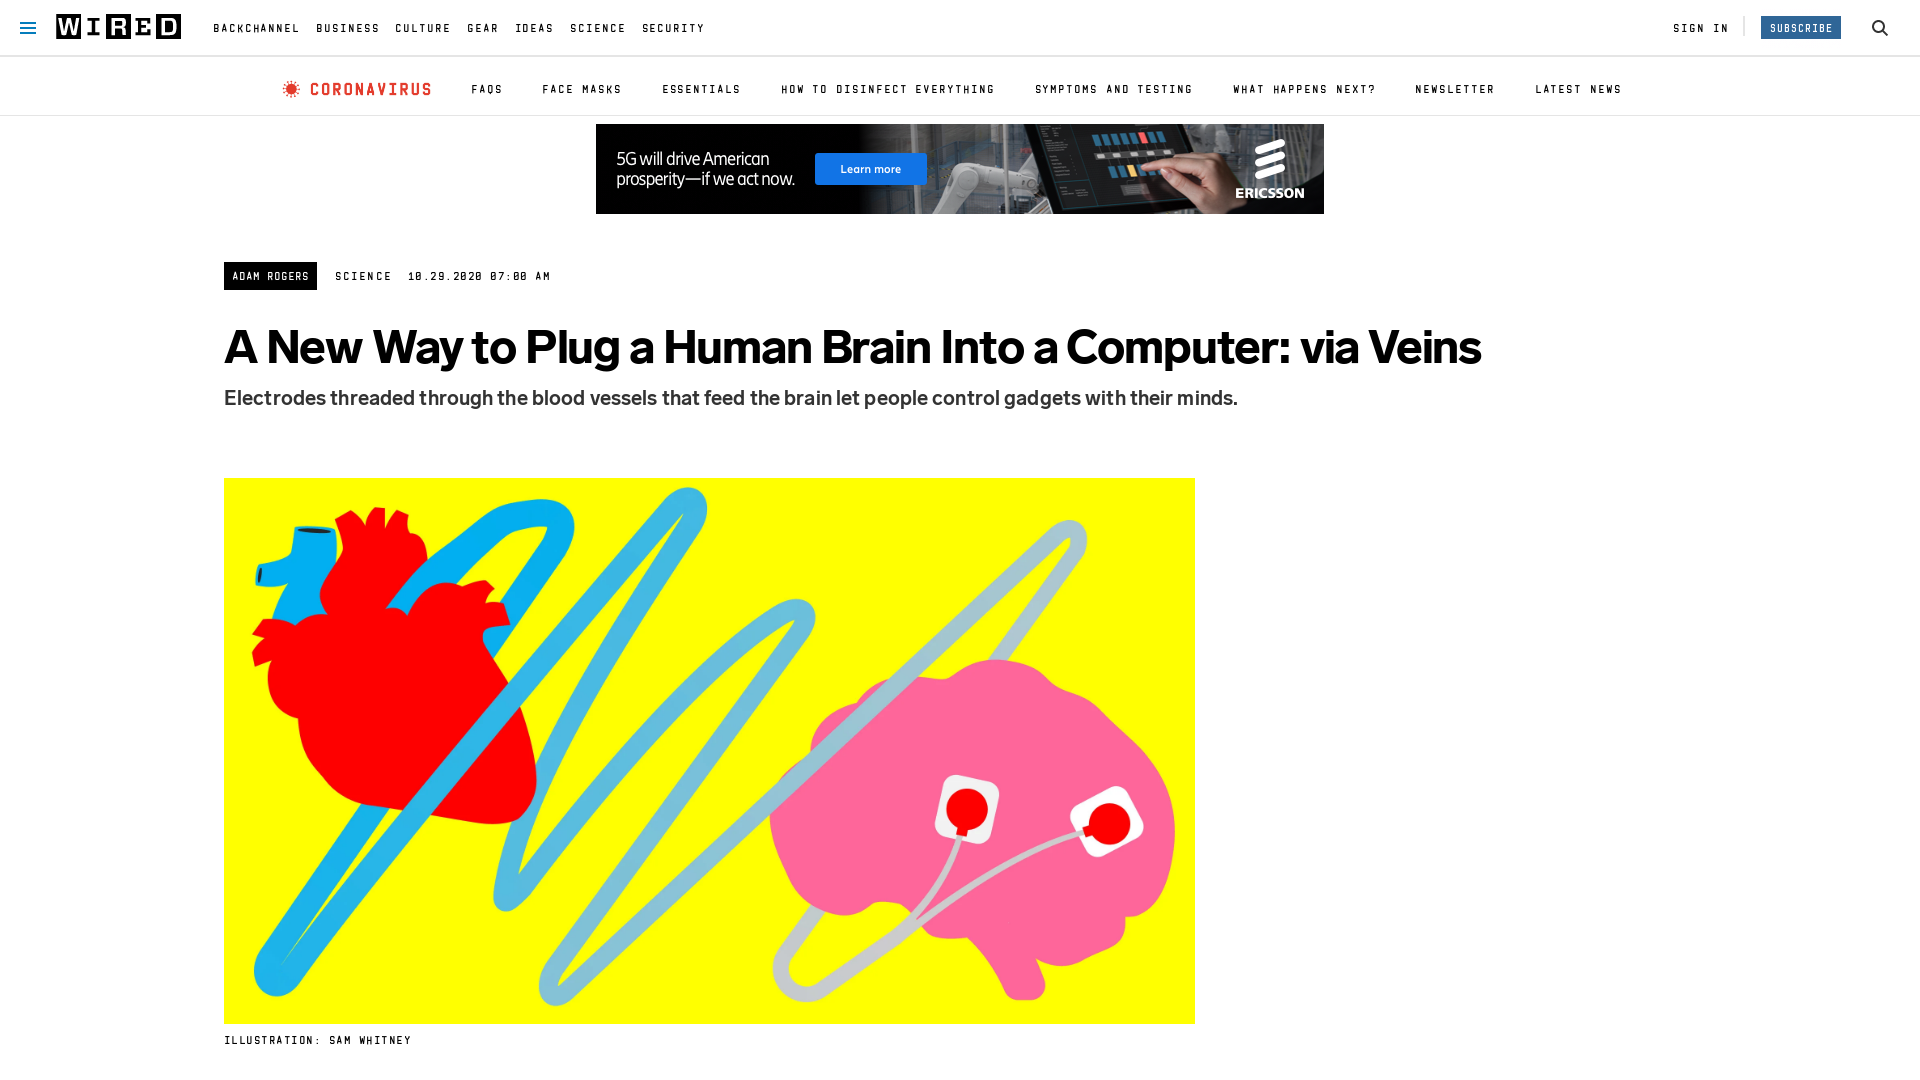 WIRED
BACKCHANNEL BUSINESS CULTURE GEAR IDEAS SCIENCE SECURITY
SIGN IN
SUBSCRIBE
CORONAVIRUS
FAQS
FACE MASKS
ESSENTIALS
HOW TO DISINFECT EVERYTHING
SYMPTOMS AND TESTING
WHAT HAPPENS NEXT?
NEWSLETTER
LATEST NEWS
5G will drive American
prosperity—if we act now.
Learn more
ERICSSON
ADAM ROGERS
SCIENCE
10.29.2020 07:00 AM
A New Way to Plug a Human Brain Into a Computer: via Veins
Electrodes threaded through the blood vessels that feed the brain let people control gadgets with their minds.
ILLUSTRATION: SAM WHITNEY